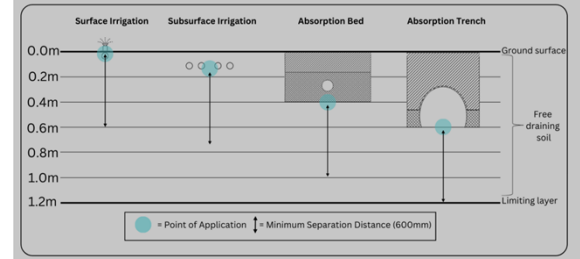 Surface Irrigation
Subsurface Irrigation
Absorption Bed
Absorption Trench
0.0m
Ground surface
0.2m
0.4m
0.6m
0.8m
1.0m
1.2m
Free
draining
soil
Limiting layer
= Point of Application
= Minimum Separation Distance (600mm)